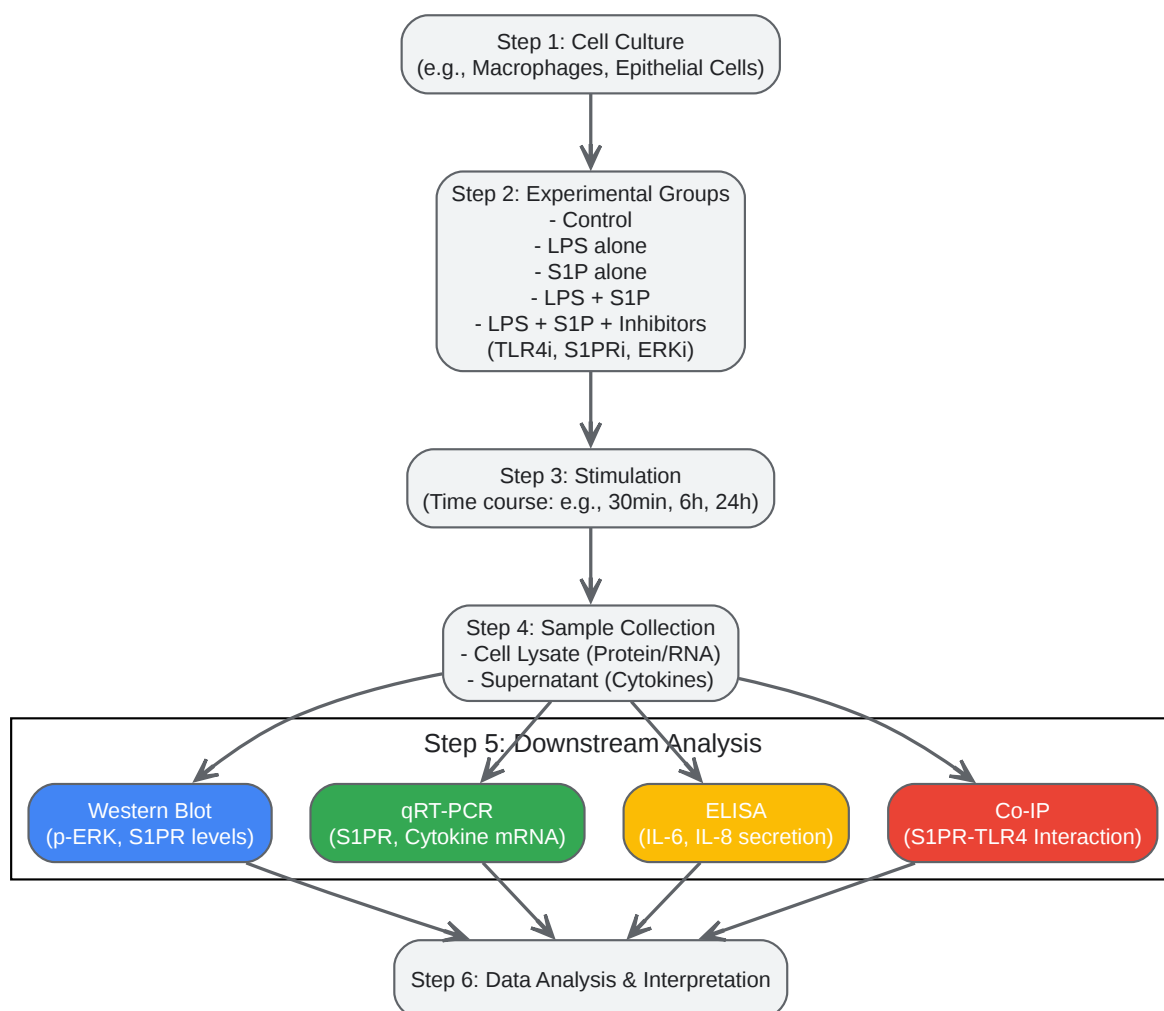 Step 1: Cell Culture
(e.g., Macrophages, Epithelial Cells)
Step 2: Experimental Groups
- Control
- LPS alone
- S1P alone
- LPS + S1P
- LPS + S1P + Inhibitors
(TLR4i, S1PRi, ERKi)
Step 3: Stimulation
(Time course: e.g., 30min, 6h, 24h)
Step 4: Sample Collection
- Cell Lysate (Protein/RNA)
- Supernatant (Cytokines)
Step 5: Downstream Analysis
Western Blot
(p-ERK, S1PR levels)
qRT-PCR
(S1PR, Cytokine mRNA)
ELISA
(IL-6, IL-8 secretion)
Co-IP
(S1PR-TLR4 Interaction)
Step 6: Data Analysis & Interpretation